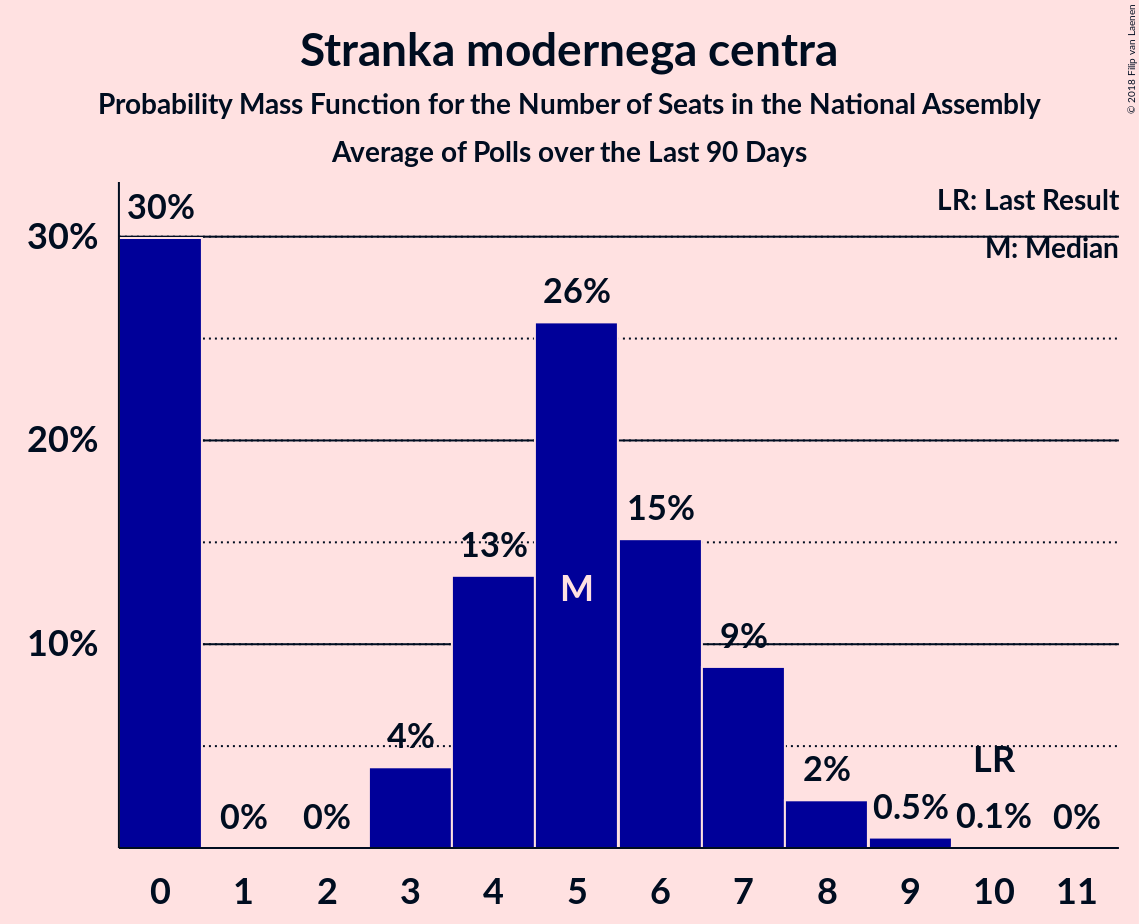 Stranka modernega centra
Probability Mass Function for the Number of Seats in the National Assembly
Average of Polls over the Last 90 Days
© 2018 Filip van Laenen
LR: Last Result
M: Median
30%
20%
10%
30%
0%
0%
4%
13%
26%
M
15%
9%
2%
0.5%
LR
0.1%
0%
0 1 2 3 4 5 6 7 8 9 10 11